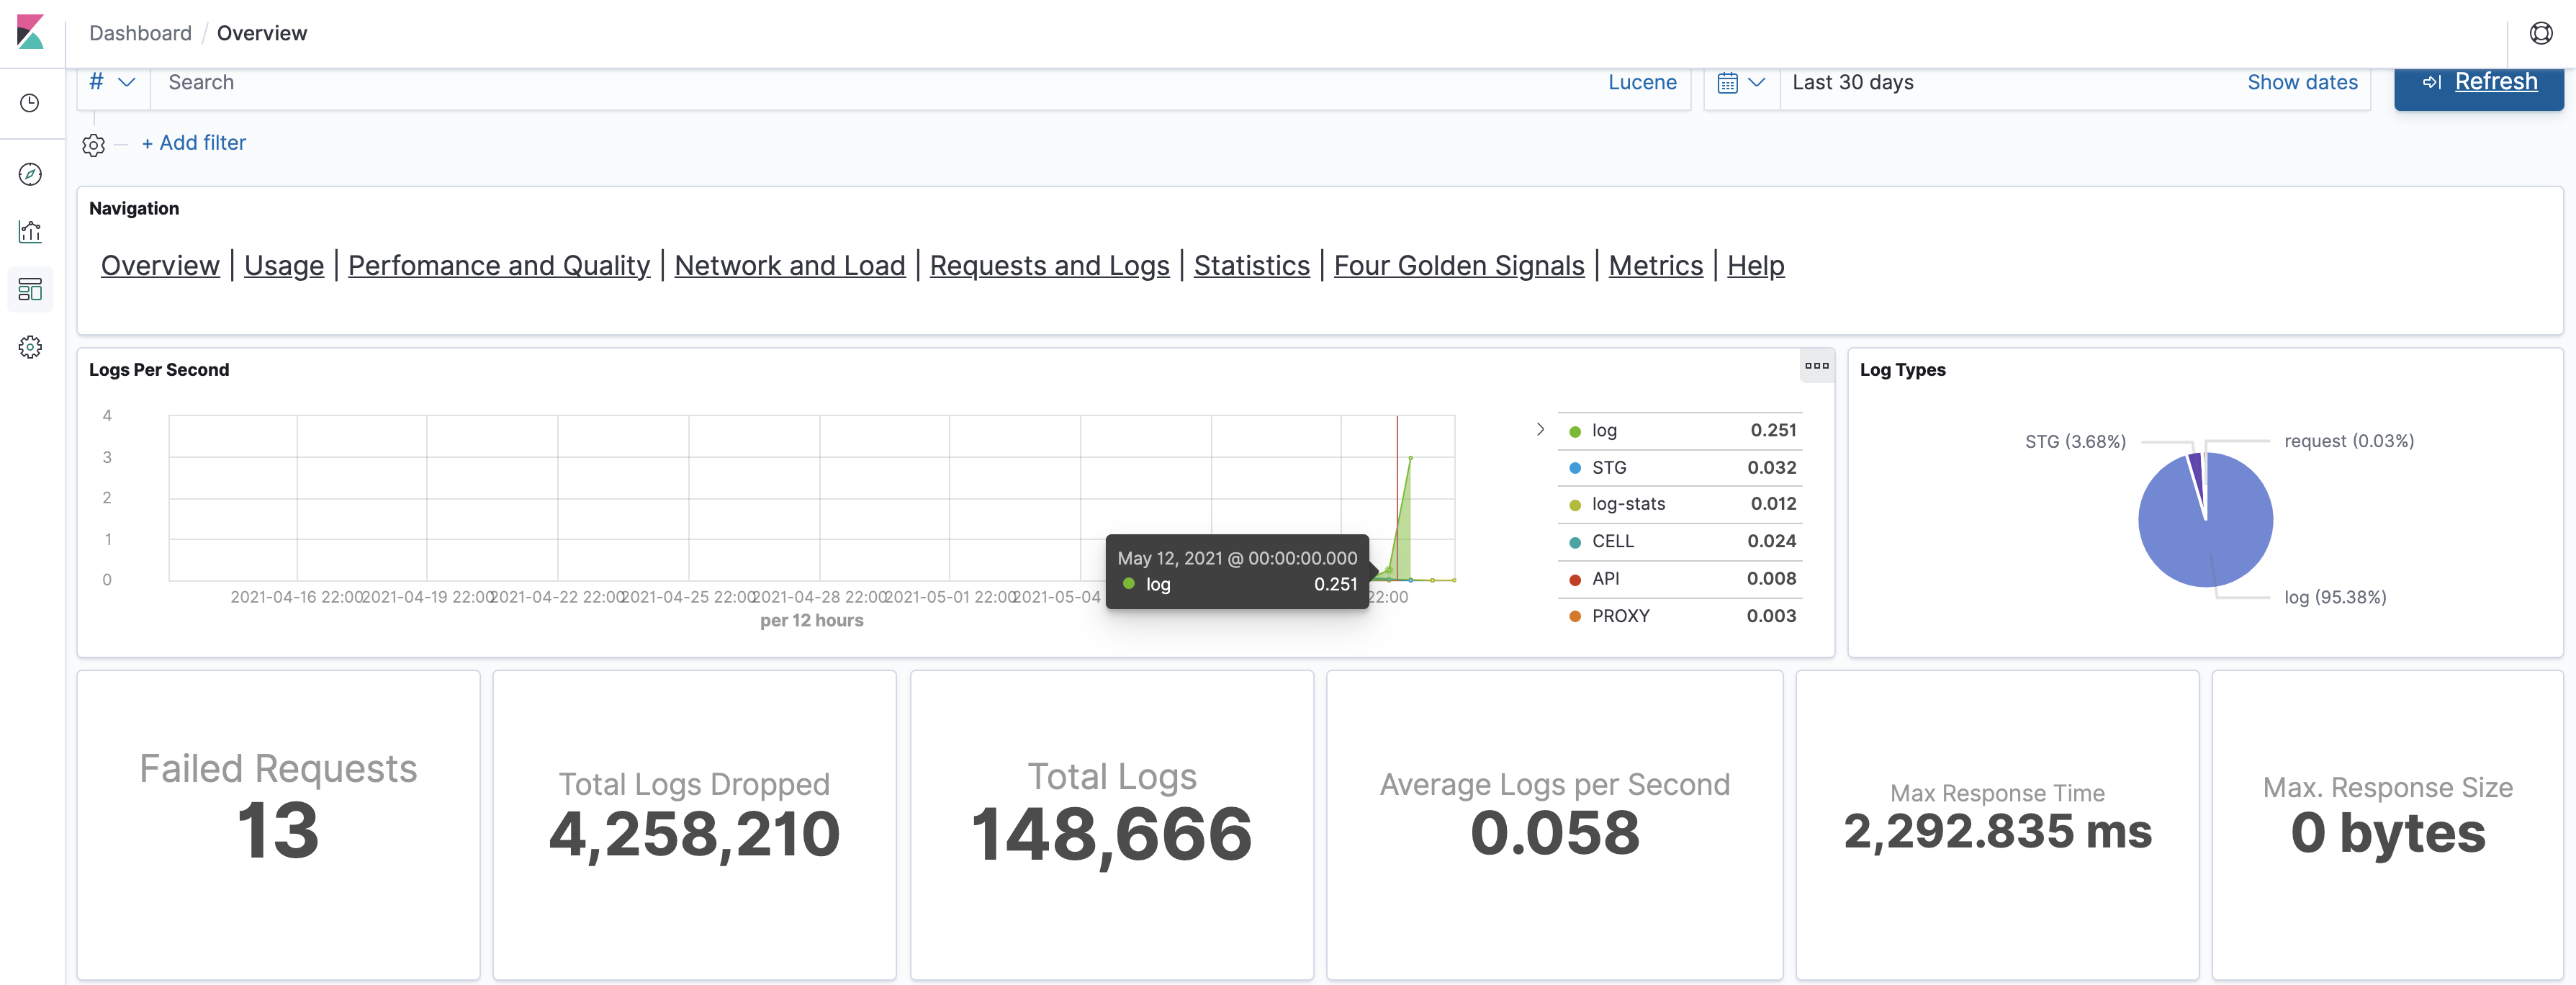 Dashboard / Overview
# Search Lucene Last 30 days Show dates Refresh
+ Add filter
Navigation
Overview | Usage | Perfomance and Quality | Network and Load | Requests and Logs | Statistics | Four Golden Signals | Metrics | Help
Logs Per Second
4
3
2
1
0
2021-04-16 22:00
2021-04-19 22:00
2021-04-22 22:00
2021-04-25 22:00
2021-04-28 22:00
2021-05-01 22:00
2021-05-04
22:00
per 12 hours
May 12, 2021 @ 00:00:00.000
log 0.251
log 0.251
STG 0.032
log-stats 0.012
CELL 0.024
API 0.008
PROXY 0.003
Log Types
STG (3.68%)
request (0.03%)
log (95.38%)
Failed Requests
13
Total Logs Dropped
4,258,210
Total Logs
148,666
Average Logs per Second
0.058
Max Response Time
2,292.835 ms
Max. Response Size
0 bytes